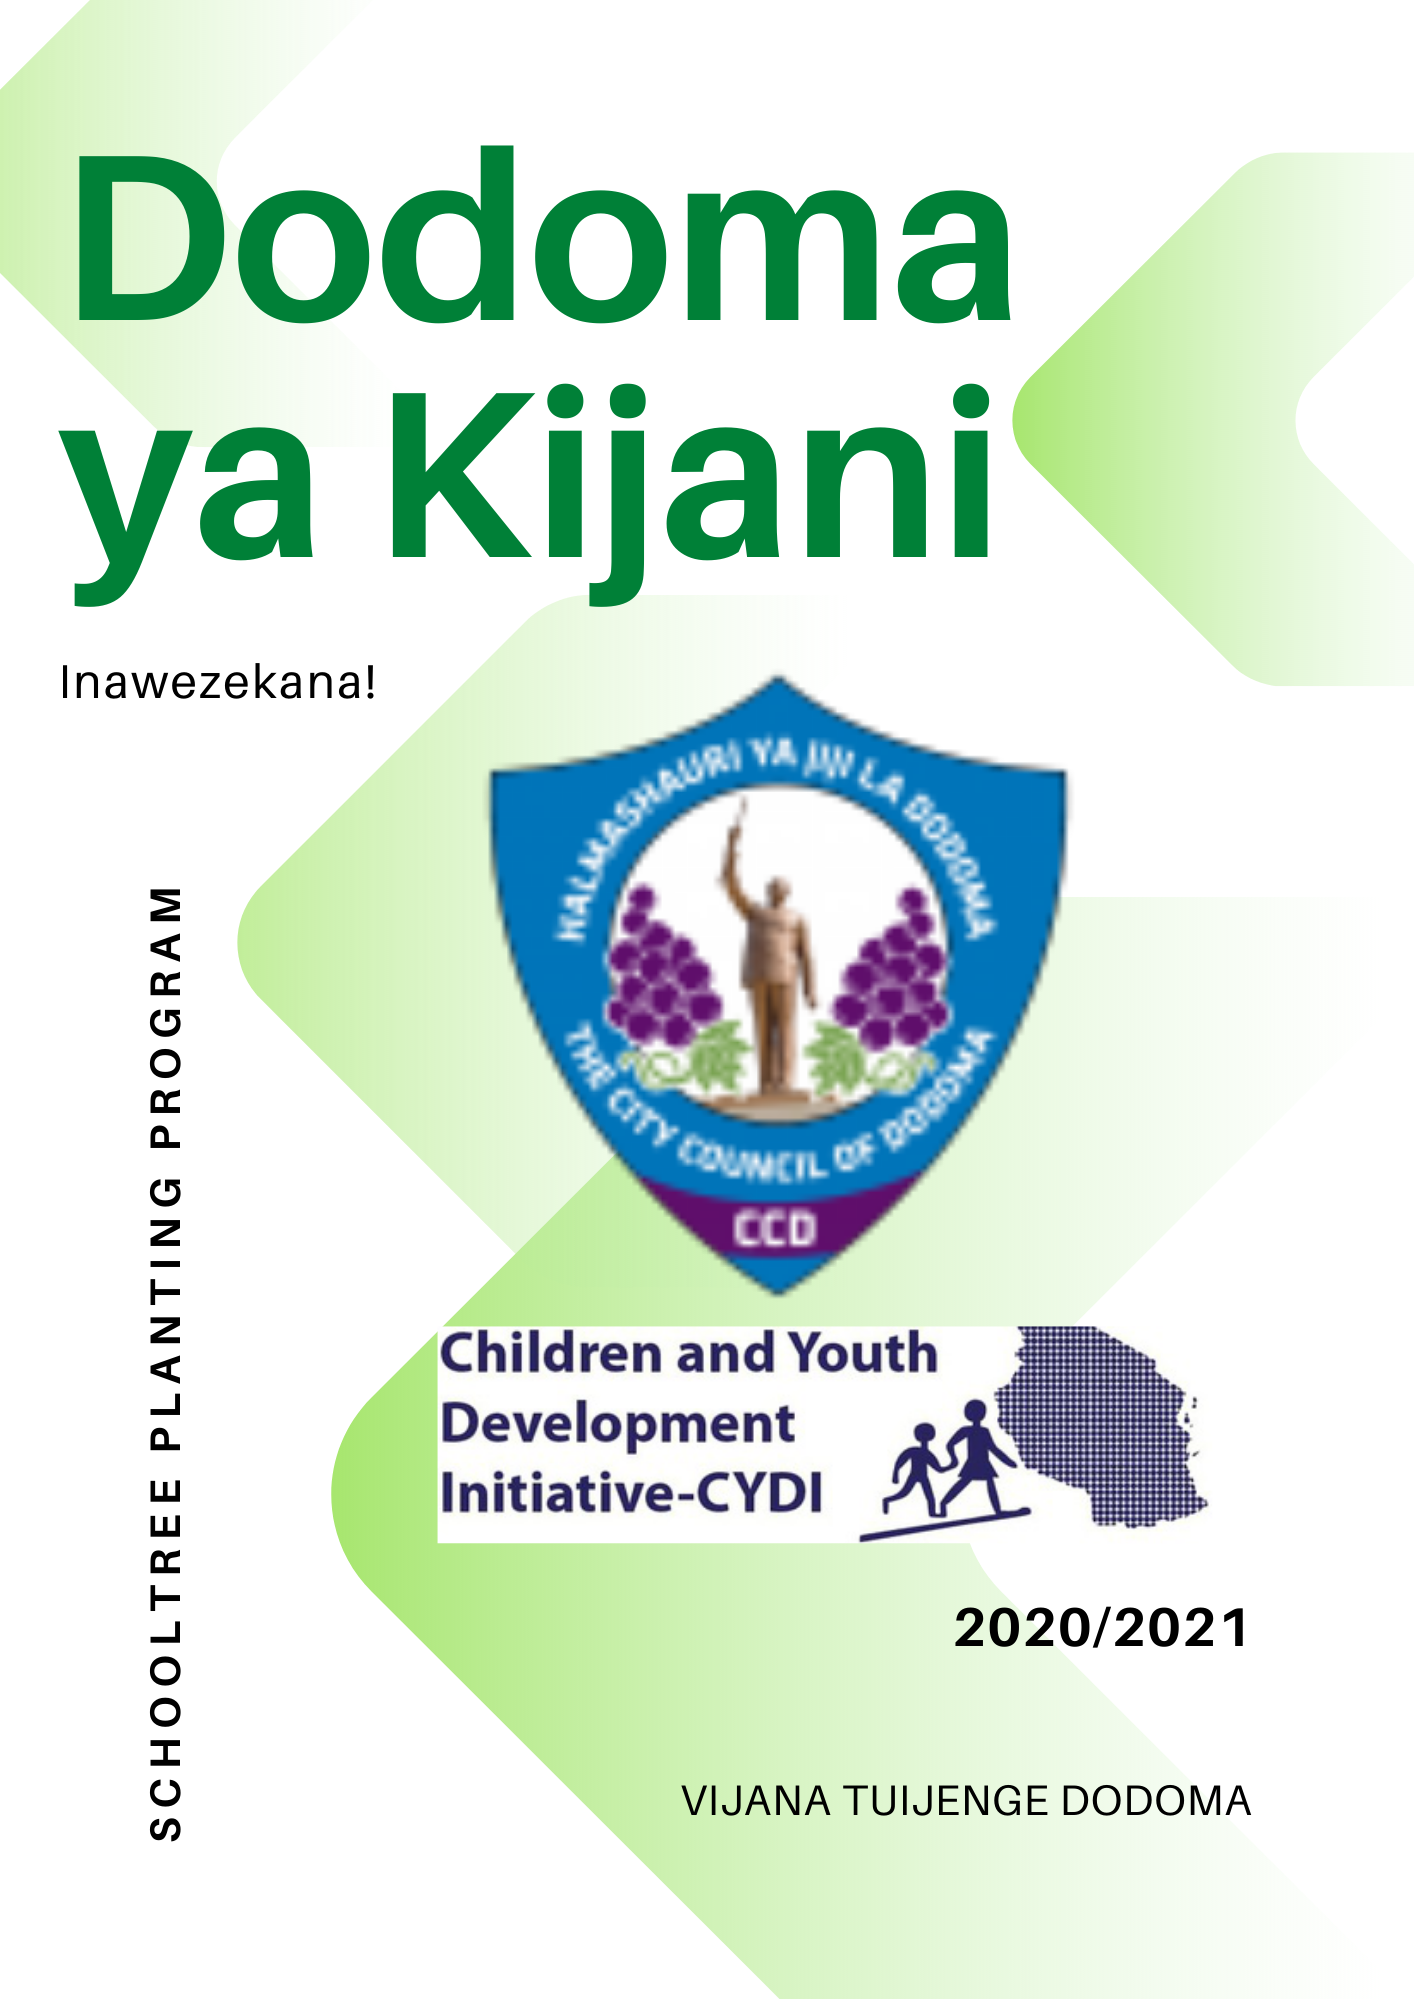 Dodoma
ya Kijani
Inawezekana!
SCHOOLTREE PLANTING PROGRAM
HALMASHAURI YA JIJI LA DODOMA
THE CITY COUNCIL OF DODOMA
CCD
Children and Youth
Development
Initiative-CYDI
2020/2021
VIJANA TUIJENGE DODOMA